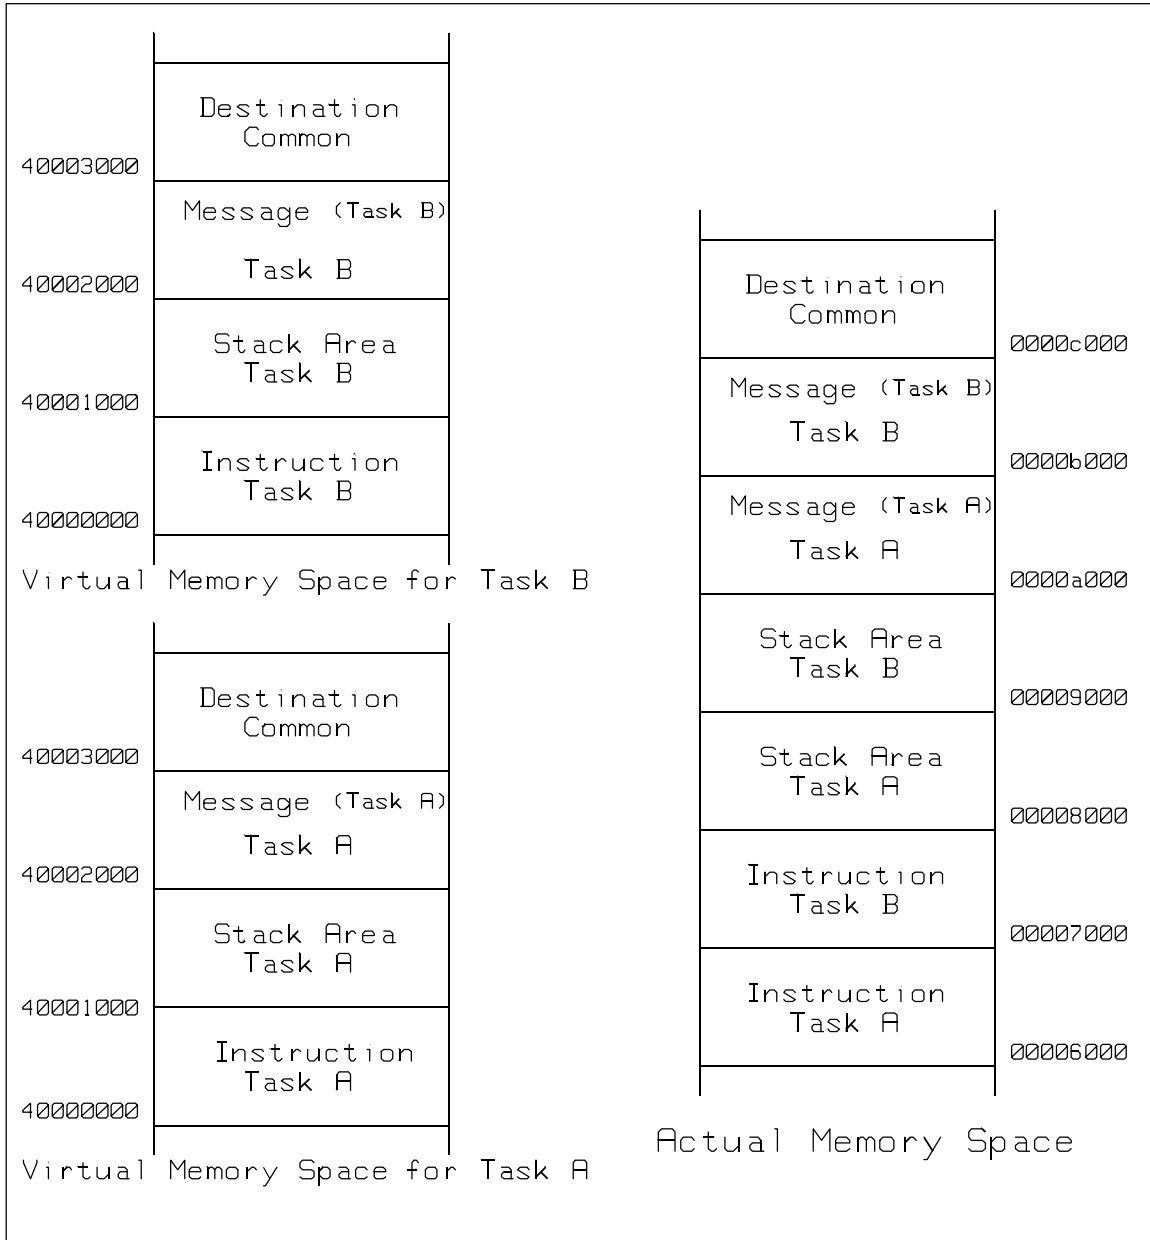 Destination
Common
40003000
Message (Task B)
Task B
40002000
Stack Area
Task B
40001000
Instruction
Task B
40000000
Virtual Memory Space for Task B
Destination
Common
40003000
Message (Task A)
Task A
40002000
Stack Area
Task A
40001000
Instruction
Task A
40000000
Virtual Memory Space for Task A
Destination
Common
0000c000
Message (Task B)
Task B
0000b000
Message (Task A)
Task A
0000a000
Stack Area
Task B
00009000
Stack Area
Task A
00008000
Instruction
Task B
00007000
Instruction
Task A
00006000
Actual Memory Space